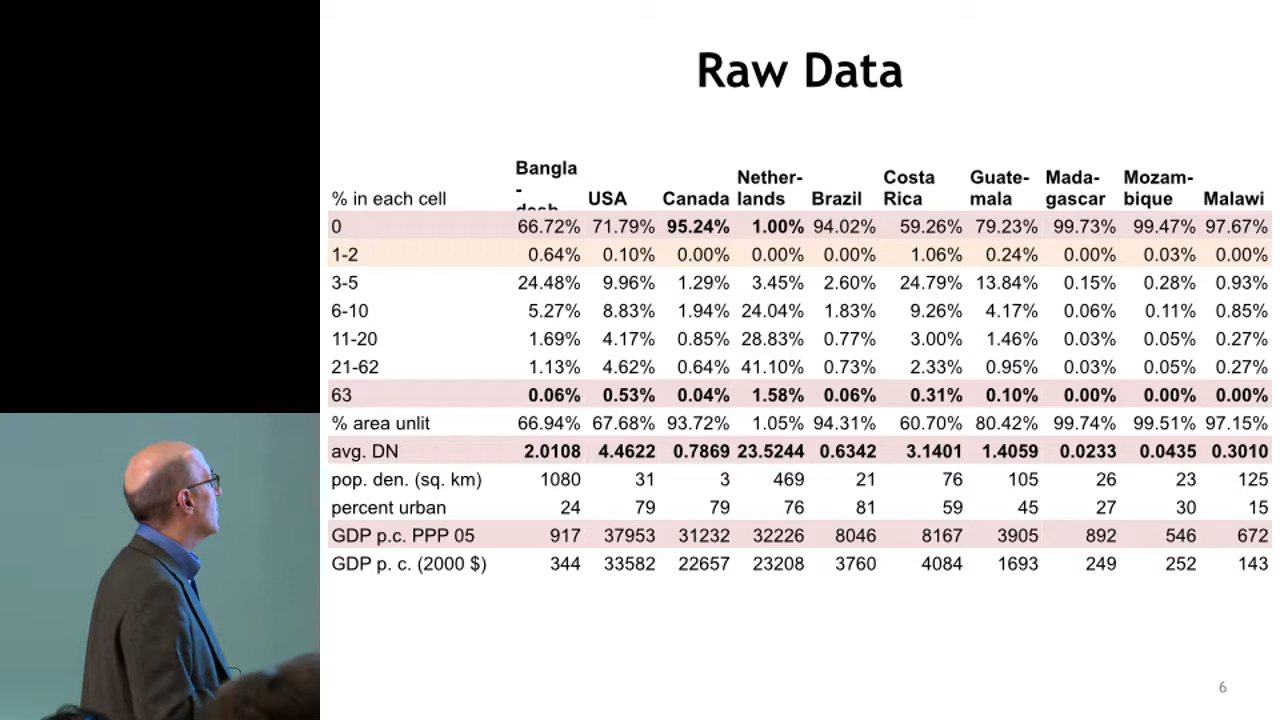 Raw Data
% in each cell Bangla - desh USA Canada Nether- lands Brazil Costa Rica Guate- mala Mada- gascar Mozam- bique Malawi
0 66.72% 71.79% 95.24% 1.00% 94.02% 59.26% 79.23% 99.73% 99.47% 97.67%
1-2 0.64% 0.10% 0.00% 0.00% 0.00% 1.06% 0.24% 0.00% 0.03% 0.00%
3-5 24.48% 9.96% 1.29% 3.45% 2.60% 24.79% 13.84% 0.15% 0.28% 0.93%
6-10 5.27% 8.83% 1.94% 24.04% 1.83% 9.26% 4.17% 0.06% 0.11% 0.85%
11-20 1.69% 4.17% 0.85% 28.83% 0.77% 3.00% 1.46% 0.03% 0.05% 0.27%
21-62 1.13% 4.62% 0.64% 41.10% 0.73% 2.33% 0.95% 0.03% 0.05% 0.27%
63 0.06% 0.53% 0.04% 1.58% 0.06% 0.31% 0.10% 0.00% 0.00% 0.00%
% area unlit 66.94% 67.68% 93.72% 1.05% 94.31% 60.70% 80.42% 99.74% 99.51% 97.15%
avg. DN 2.0108 4.4622 0.7869 23.5244 0.6342 3.1401 1.4059 0.0233 0.0435 0.3010
pop. den. (sq. km) 1080 31 3 469 21 76 105 26 23 125
percent urban 24 79 79 76 81 59 45 27 30 15
GDP p.c. PPP 05 917 37953 31232 32226 8046 8167 3905 892 546 672
GDP p. c. (2000 $) 344 33582 22657 23208 3760 4084 1693 249 252 143
6